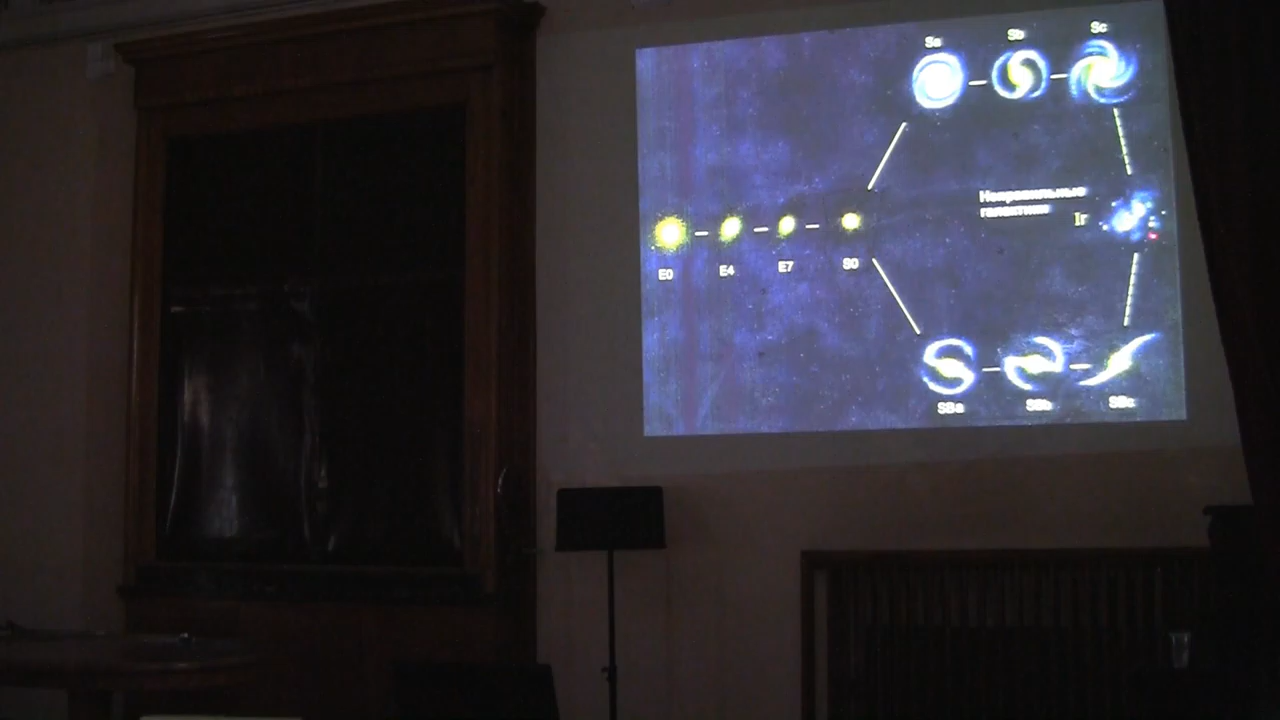 Sa Sb Sc
Неправильные
галактики Ir
E0 E4 E7 S0
SBa SBb SBc